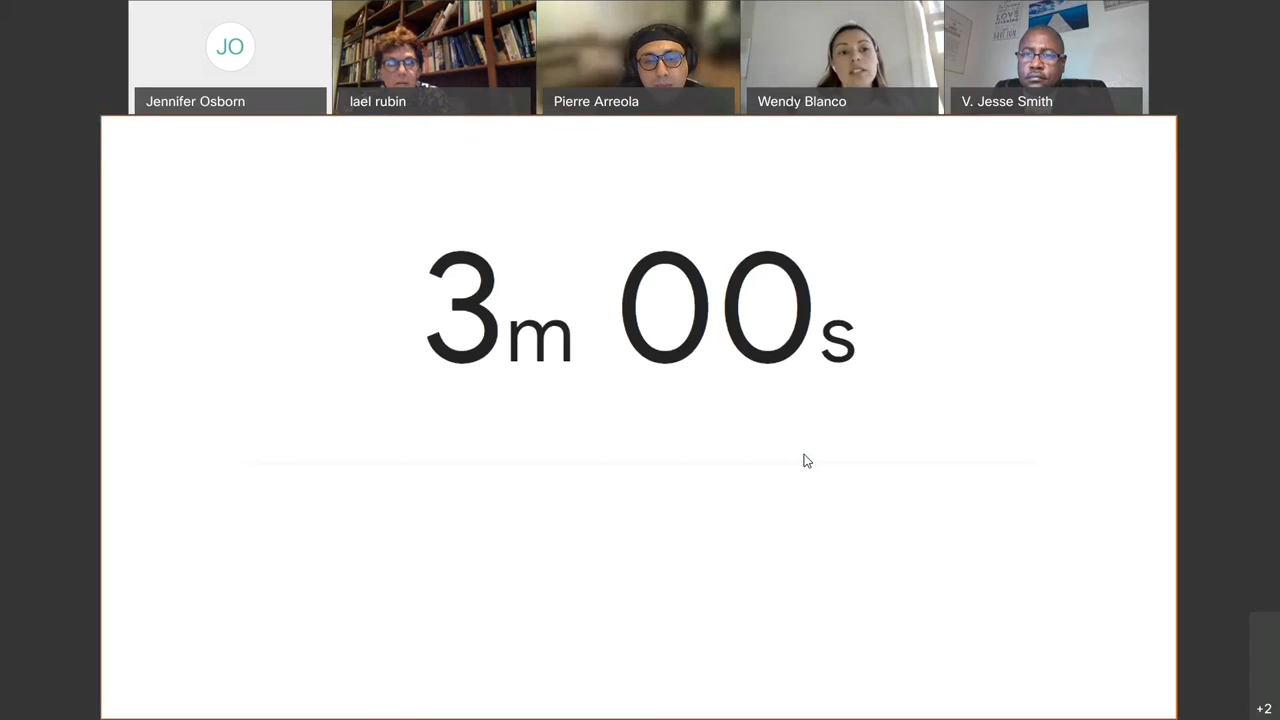 JO
Jennifer Osborn
lael rubin
Pierre Arreola
Wendy Blanco
V. Jesse Smith
3m 00s
+2